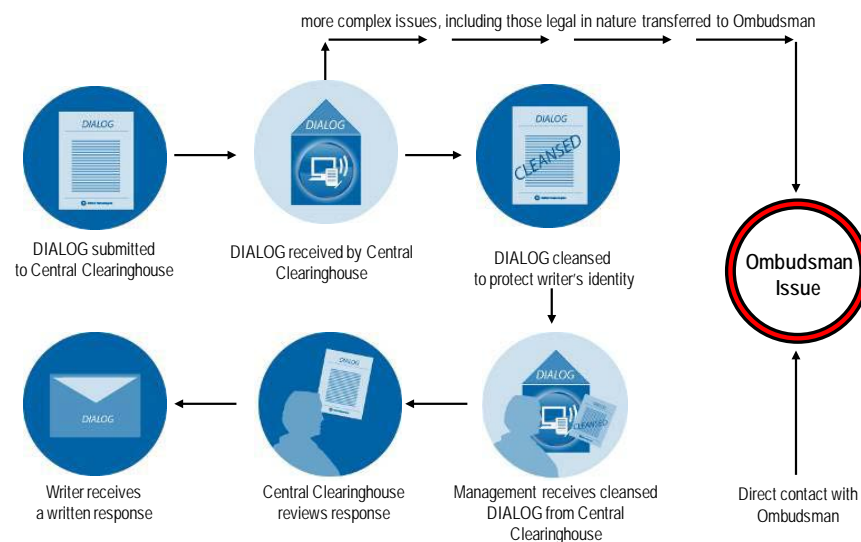 more complex issues, including those legal in nature transferred to Ombudsman
DIALOG
DIALOG
DIALOG
CLEANSED
DIALOG submitted
to Central Clearinghouse
DIALOG received by Central
Clearinghouse
DIALOG cleansed
to protect writer's identity
Ombudsman
Issue
DIALOG
DIALOG
DIALOG
CLEANSED
Writer receives
a written response
Central Clearinghouse
reviews response
Management receives cleansed
DIALOG from Central
Clearinghouse
Direct contact with
Ombudsman